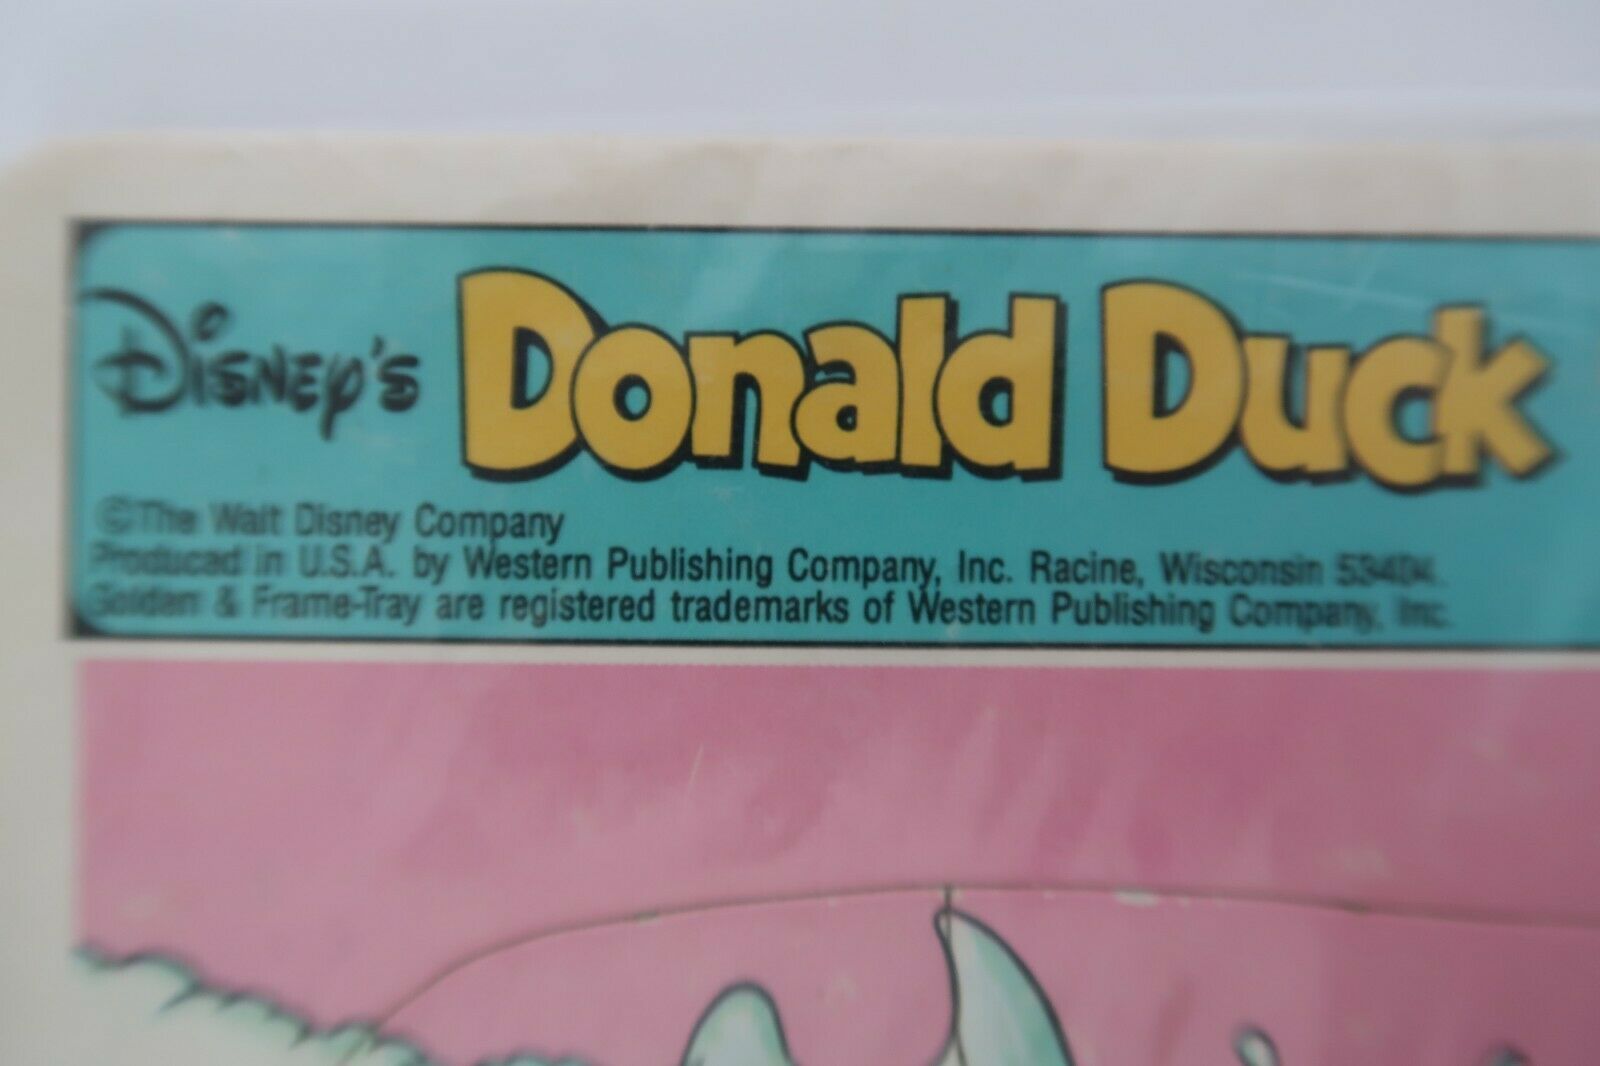 Disney's Donald Duck
©The Walt Disney Company
Produced in U.S.A. by Western Publishing Company, Inc. Racine, Wisconsin 53404.
Golden & Frame-Tray are registered trademarks of Western Publishing Company, Inc.